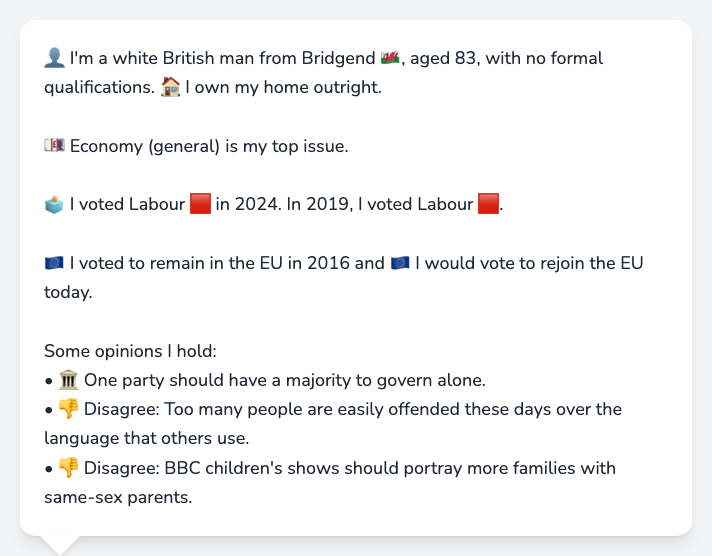 👤 I'm a white British man from Bridgend 🏴󠁧󠁢󠁷󠁬󠁳󠁿, aged 83, with no formal
qualifications. 🏠 I own my home outright.
💷 Economy (general) is my top issue.
🗳️ I voted Labour 🟥 in 2024. In 2019, I voted Labour 🟥.
🇪🇺 I voted to remain in the EU in 2016 and 🇪🇺 I would vote to rejoin the EU
today.
Some opinions I hold:
• 🏛️ One party should have a majority to govern alone.
• 👎 Disagree: Too many people are easily offended these days over the
language that others use.
• 👎 Disagree: BBC children's shows should portray more families with
same-sex parents.